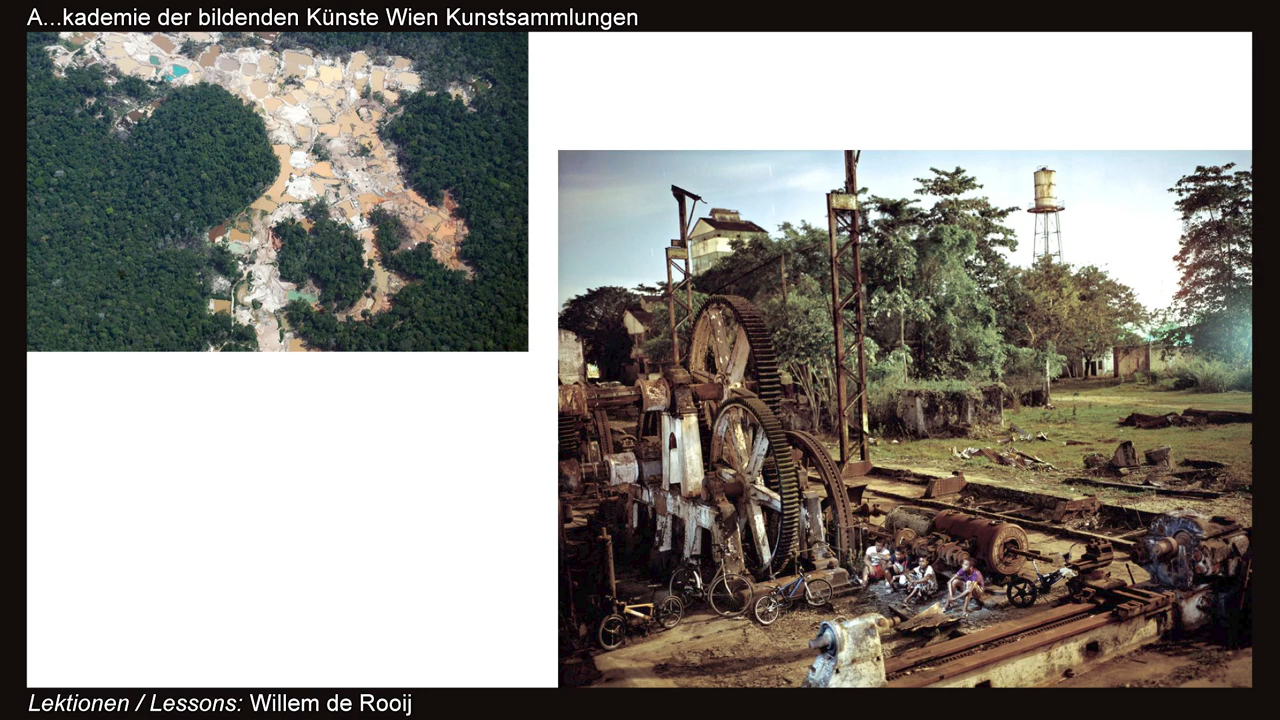 A...kademie der bildenden Künste Wien Kunstsammlungen
Lektionen / Lessons: Willem de Rooij